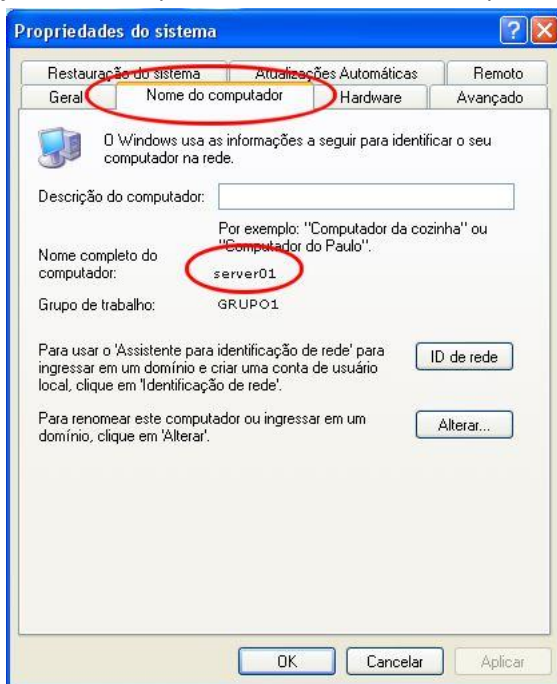 Propriedades do sistema
Restauração do sistema Atualizações Automáticas Remoto
Geral Nome do computador Hardware Avançado
O Windows usa as informações a seguir para identificar o seu
computador na rede.
Descrição do computador:
Por exemplo: "Computador da cozinha" ou
"Computador do Paulo".
Nome completo do
computador: server01
Grupo de trabalho: GRUPO1
Para usar o 'Assistente para identificação de rede' para
ingressar em um domínio e criar uma conta de usuário
local, clique em 'Identificação de rede'.
ID de rede
Para renomear este computador ou ingressar em um
domínio, clique em 'Alterar'.
Alterar...
OK Cancelar Aplicar